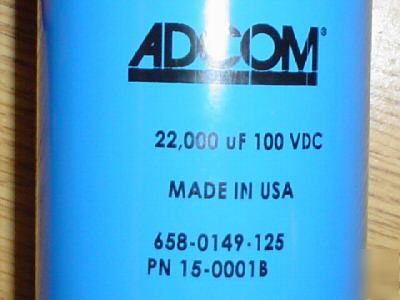 ADCOM®
22,000 uF 100 VDC
MADE IN USA
658-0149-125
PN 15-0001B